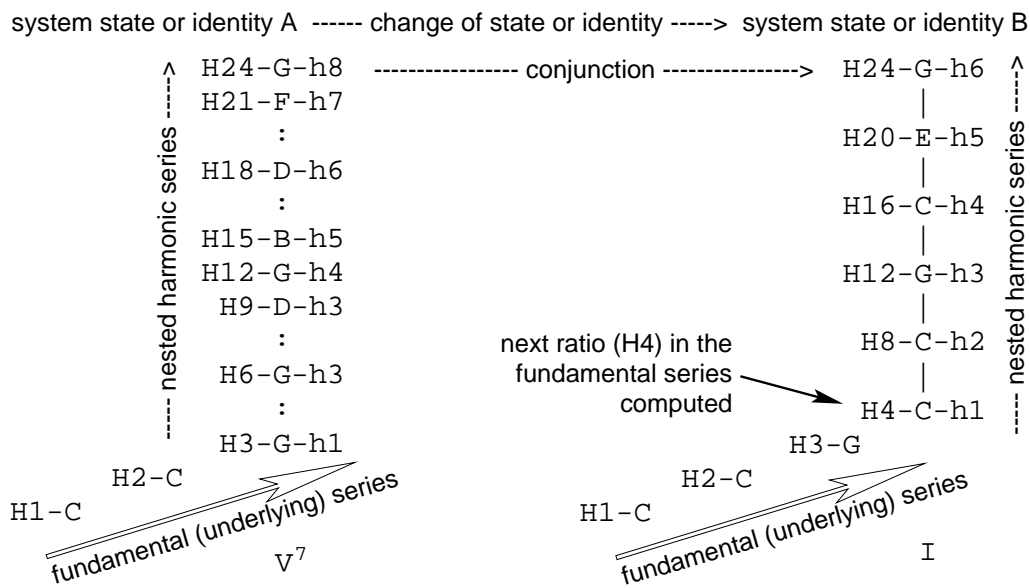 system state or identity A ------ change of state or identity -----> system state or identity B
H24-G-h8 ---------------- conjunction ---------------> H24-G-h6
H21-F-h7
|
:
H20-E-h5
H18-D-h6
|
:
H16-C-h4
H15-B-h5
|
H12-G-h4
H12-G-h3
H9-D-h3
|
:
H8-C-h2
H6-G-h3
|
:
H4-C-h1
H3-G-h1
----- nested harmonic series ------>
----- nested harmonic series ------>
next ratio (H4) in the
fundamental series
computed
H3-G
H2-C
H2-C
H1-C
H1-C
fundamental (underlying) series
fundamental (underlying) series
V7
I